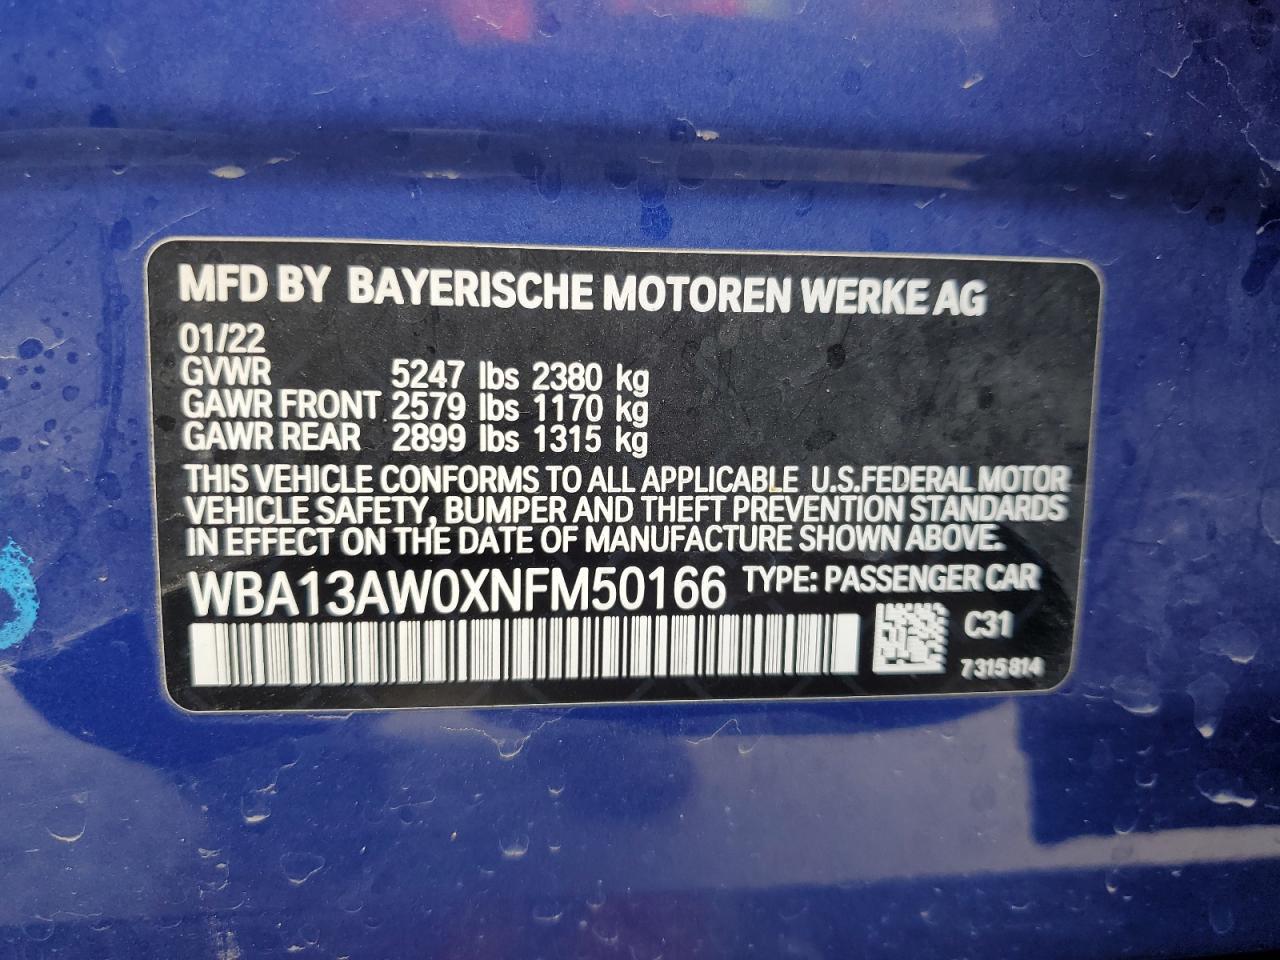 MFD BY BAYERISCHE MOTOREN WERKE AG
01/22
GVWR 5247 lbs 2380 kg
GAWR FRONT 2579 lbs 1170 kg
GAWR REAR 2899 lbs 1315 kg
THIS VEHICLE CONFORMS TO ALL APPLICABLE U.S.FEDERAL MOTOR
VEHICLE SAFETY, BUMPER AND THEFT PREVENTION STANDARDS
IN EFFECT ON THE DATE OF MANUFACTURE SHOWN ABOVE.
WBA13AW0XNFM50166 TYPE: PASSENGER CAR
C31
7315814